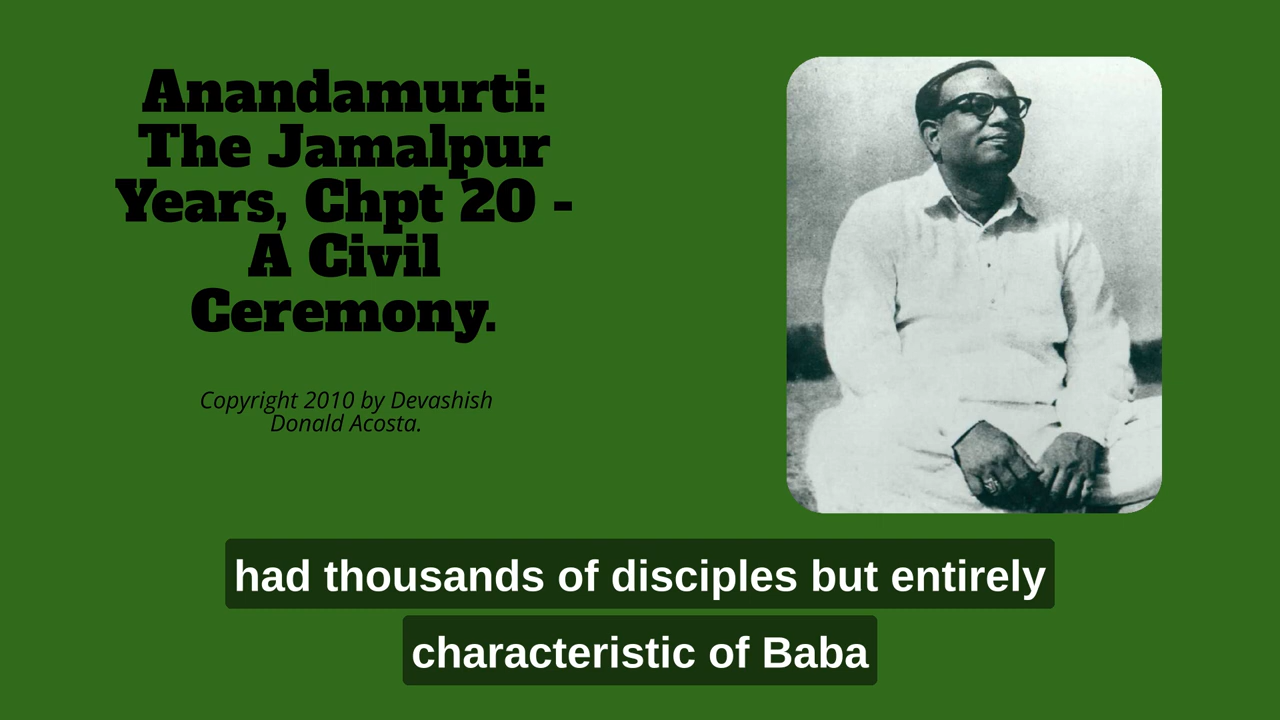 Anandamurti:
The Jamalpur
Years, Chpt 20 -
A Civil
Ceremony.
Copyright 2010 by Devashish
Donald Acosta.
had thousands of disciples but entirely
characteristic of Baba